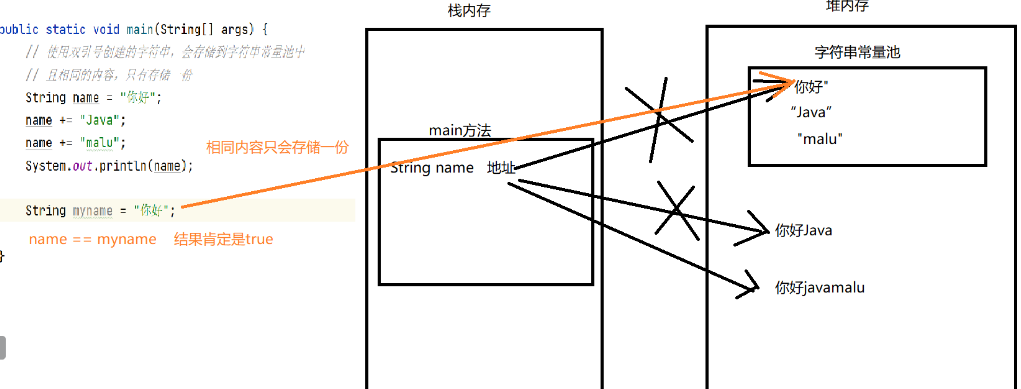 public static void main(String[] args) {
// 使用双引号创建的字符串，会存储到字符串常量池中
// 且相同的内容，只有存储一份
String name = "你好";
name += "Java";
name += "malu";
System.out.println(name);
相同内容只会存储一份
String myname = "你好";
name == myname 结果肯定是true
}
栈内存
main方法
String name 地址
堆内存
字符串常量池
你好"
“Java”
"malu"
你好Java
你好javamalu